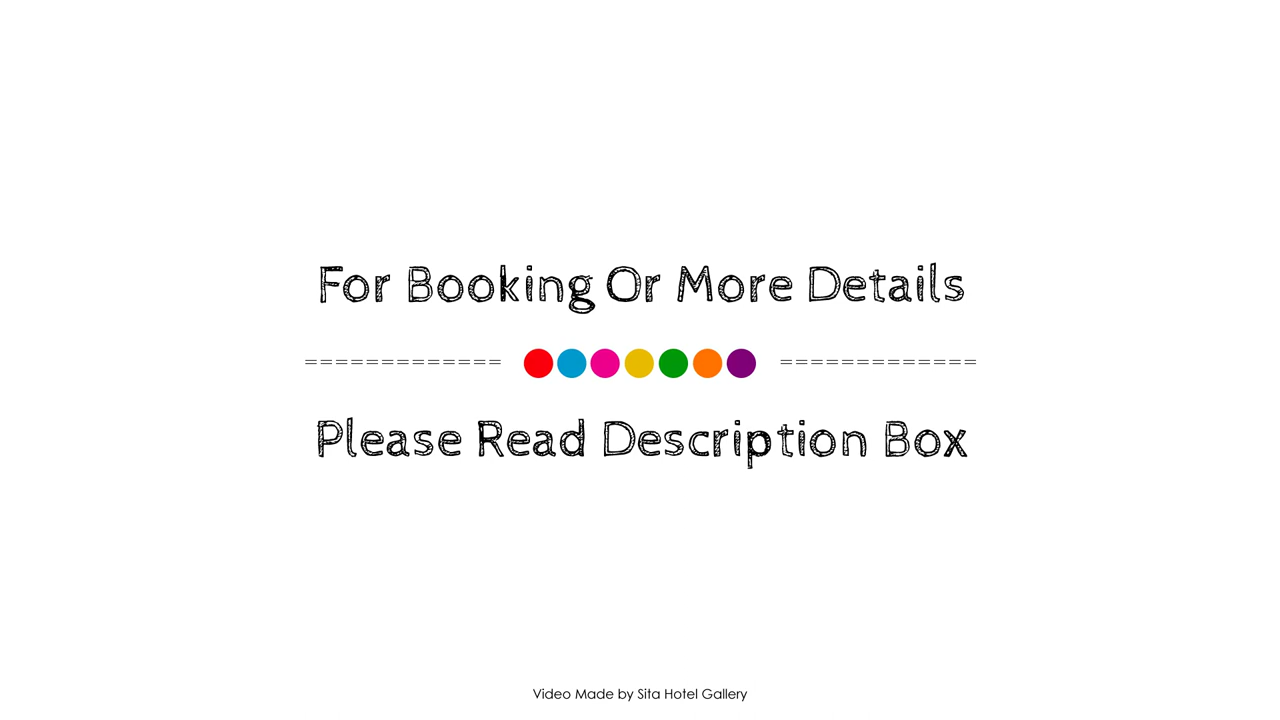 For Booking Or More Details
============= =============
Please Read Description Box
Video Made by Sita Hotel Gallery